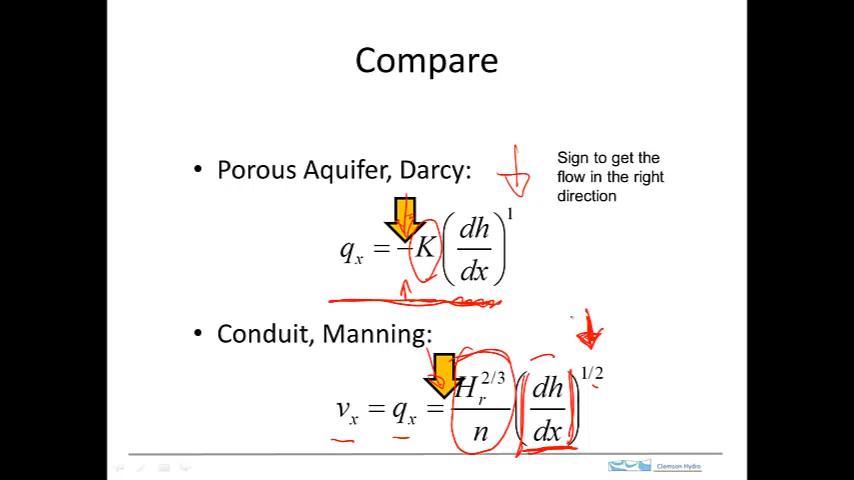 Compare
• Porous Aquifer, Darcy:
Sign to get the
flow in the right
direction
q_x = −K (dh/dx)^1
• Conduit, Manning:
v_x = q_x = H_r^{2/3}/n (dh/dx)^{1/2}
Clemson Hydro